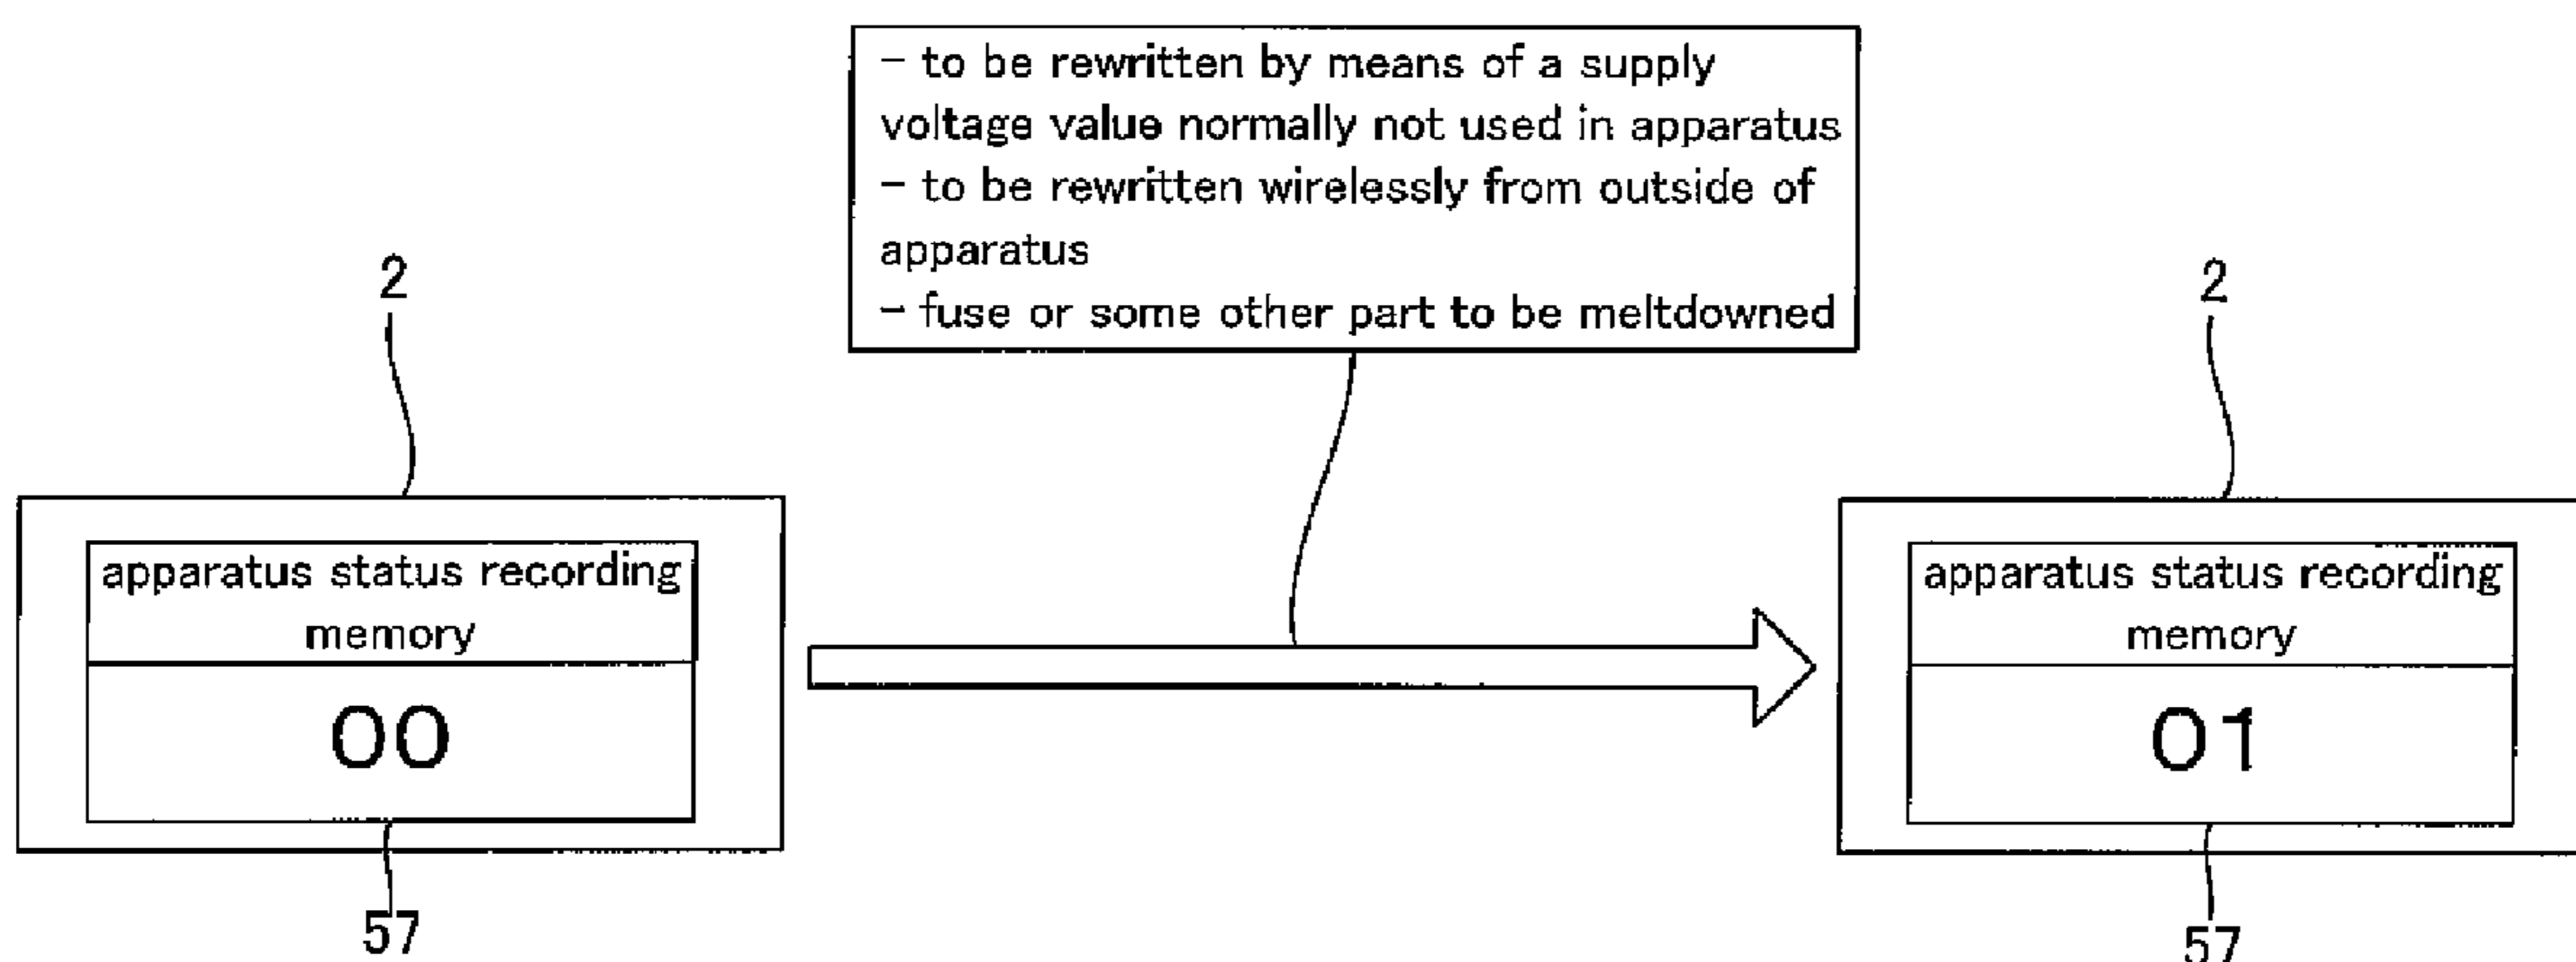 – to be rewritten by means of a supply
voltage value normally not used in apparatus
– to be rewritten wirelessly from outside of
apparatus
– fuse or some other part to be meltdowned
2
2
apparatus status recording
memory
00
57
apparatus status recording
memory
01
57